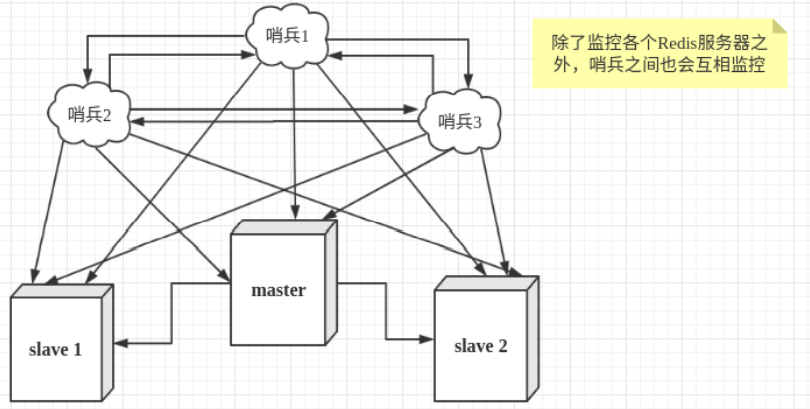 哨兵1
除了监控各个Redis服务器之
外，哨兵之间也会互相监控
哨兵2
哨兵3
master
slave 1
slave 2